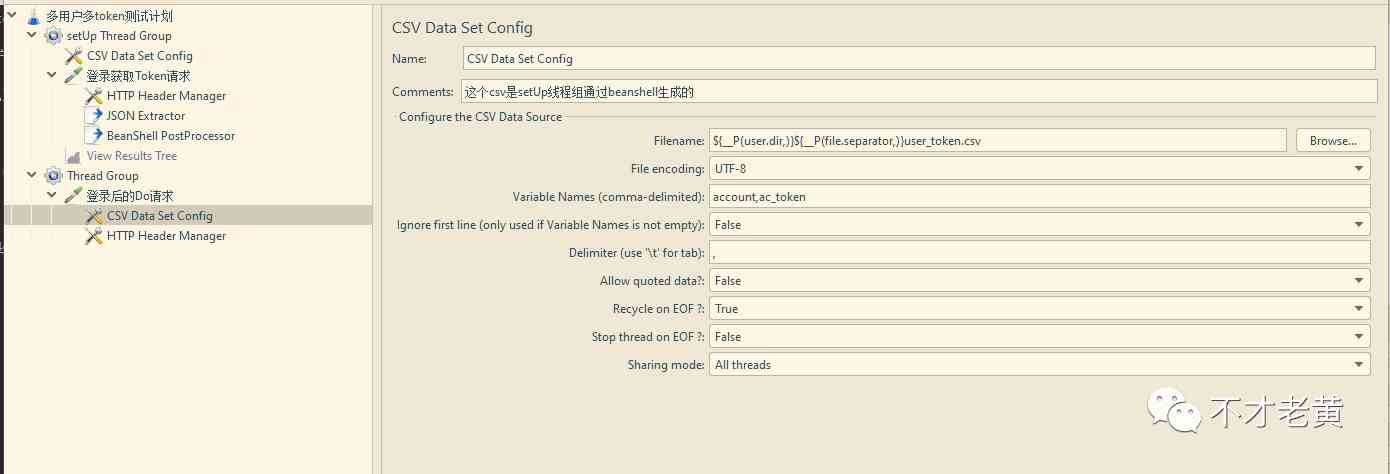 多用户多token测试计划
setUp Thread Group
CSV Data Set Config
登录获取Token请求
HTTP Header Manager
JSON Extractor
BeanShell PostProcessor
View Results Tree
Thread Group
登录后的Do请求
CSV Data Set Config
HTTP Header Manager
CSV Data Set Config
Name: CSV Data Set Config
Comments: 这个csv是setUp线程组通过beanshell生成的
Configure the CSV Data Source
Filename: ${__P(user.dir,)}${__P(file.separator,)}user_token.csv Browse...
File encoding: UTF-8
Variable Names (comma-delimited): account,ac_token
Ignore first line (only used if Variable Names is not empty): False
Delimiter (use '\t' for tab): ,
Allow quoted data?: False
Recycle on EOF ?: True
Stop thread on EOF ?: False
Sharing mode: All threads
不才老黄